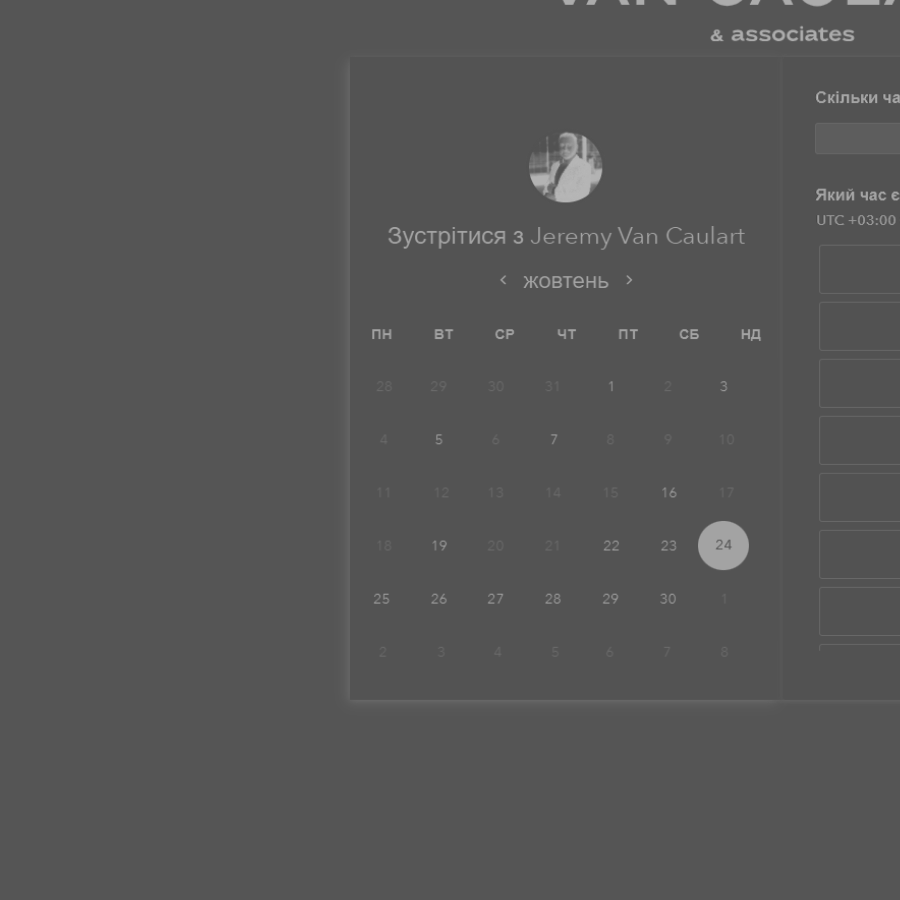 & associates
Зустрітися з Jeremy Van Caulart
жовтень
ПН ВТ СР ЧТ ПТ СБ НД
28 29 30 31 1 2 3
4 5 6 7 8 9 10
11 12 13 14 15 16 17
18 19 20 21 22 23 24
25 26 27 28 29 30 1
2 3 4 5 6 7 8
Скільки
Який час є
UTC +03:00